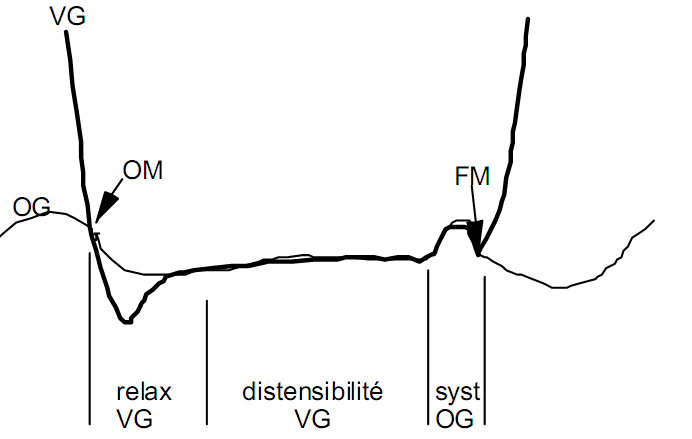 VG
OM
FM
OG
relax
VG
distensibilité
VG
syst
OG